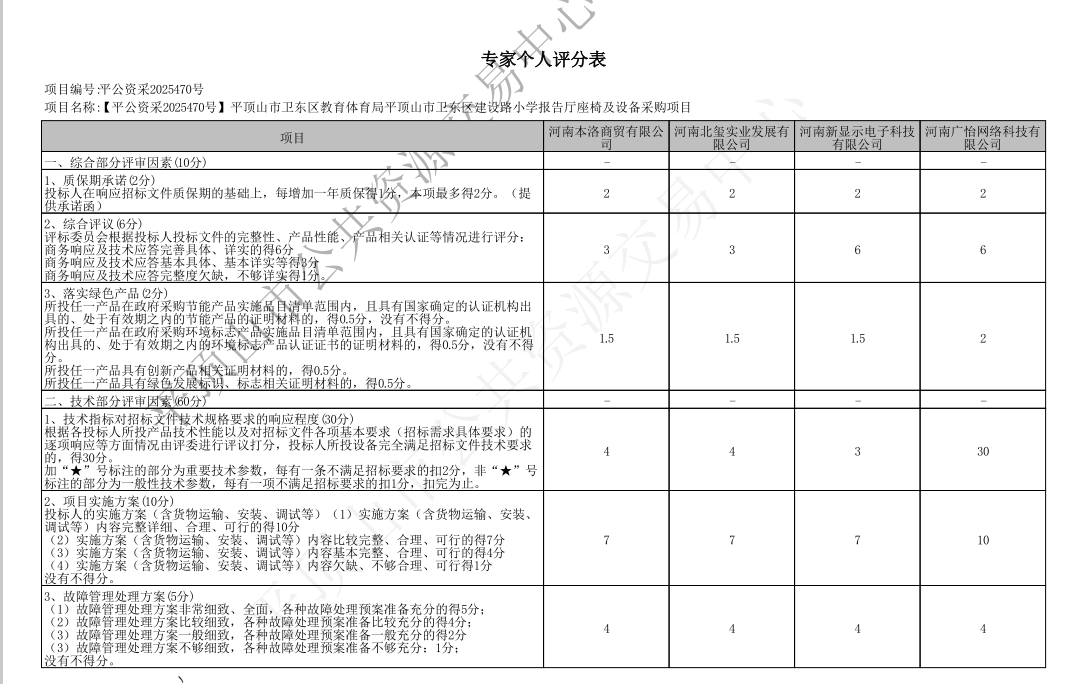 专家个人评分表
项目编号:平公资采2025470号
项目名称:【平公资采2025470号】平顶山市卫东区教育体育局平顶山市卫东区建设路小学报告厅座椅及设备采购项目
项目
河南本洛商贸有限公
司
河南北玺实业发展有
限公司
河南新显示电子科技
有限公司
河南广怡网络科技有
限公司
一、综合部分评审因素(10分)
-
-
-
-
1、质保期承诺(2分)
投标人在响应招标文件质保期的基础上，每增加一年质保得1分，本项最多得2分。（提
供承诺函）
2
2
2
2
2、综合评议(6分)
评标委员会根据投标人投标文件的完整性、产品性能、产品相关认证等情况进行评分：
商务响应及技术应答完善具体、详实的得6分
商务响应及技术应答基本具体、基本详实等得3分
商务响应及技术应答完整度欠缺，不够详实得1分。
3
3
6
6
3、落实绿色产品(2分)
所投任一产品在政府采购节能产品实施品目清单范围内，且具有国家确定的认证机构出
具的、处于有效期之内的节能产品的证明材料的，得0.5分，没有不得分。
所投任一产品在政府采购环境标志产品实施品目清单范围内，且具有国家确定的认证机
构出具的、处于有效期之内的环境标志产品认证证书的证明材料的，得0.5分，没有不得
分。
所投任一产品具有创新产品相关证明材料的，得0.5分。
所投任一产品具有绿色发展标识、标志相关证明材料的，得0.5分。
1.5
1.5
1.5
2
二、技术部分评审因素(60分)
-
-
-
-
1、技术指标对招标文件技术规格要求的响应程度(30分)
根据各投标人所投产品技术性能以及对招标文件各项基本要求（招标需求具体要求）的
逐项响应等方面情况由评委进行评议打分，投标人所投设备完全满足招标文件技术要求
的，得30分。
加“★”号标注的部分为重要技术参数，每有一条不满足招标要求的扣2分，非“★”号
标注的部分为一般性技术参数，每有一项不满足招标要求的扣1分，扣完为止。
4
4
3
30
2、项目实施方案(10分)
投标人的实施方案（含货物运输、安装、调试等）（1）实施方案（含货物运输、安装、
调试等）内容完整详细、合理、可行的得10分
（2）实施方案（含货物运输、安装、调试等）内容比较完整、合理、可行的得7分
（3）实施方案（含货物运输、安装、调试等）内容基本完整、合理、可行的得4分
（4）实施方案（含货物运输、安装、调试等）内容欠缺、不够合理、可行得1分
没有不得分。
7
7
7
10
3、故障管理处理方案(5分)
（1）故障管理处理方案非常细致、全面，各种故障处理预案准备充分的得5分；
（2）故障管理处理方案比较细致，各种故障处理预案准备比较充分的得4分；
（3）故障管理处理方案一般细致，各种故障处理预案准备一般充分的得2分
（3）故障管理处理方案不够细致，各种故障处理预案准备不够充分：1分；
没有不得分。
4
4
4
4
平顶山市公共资源交易中心
平顶山市公共资源交易中心